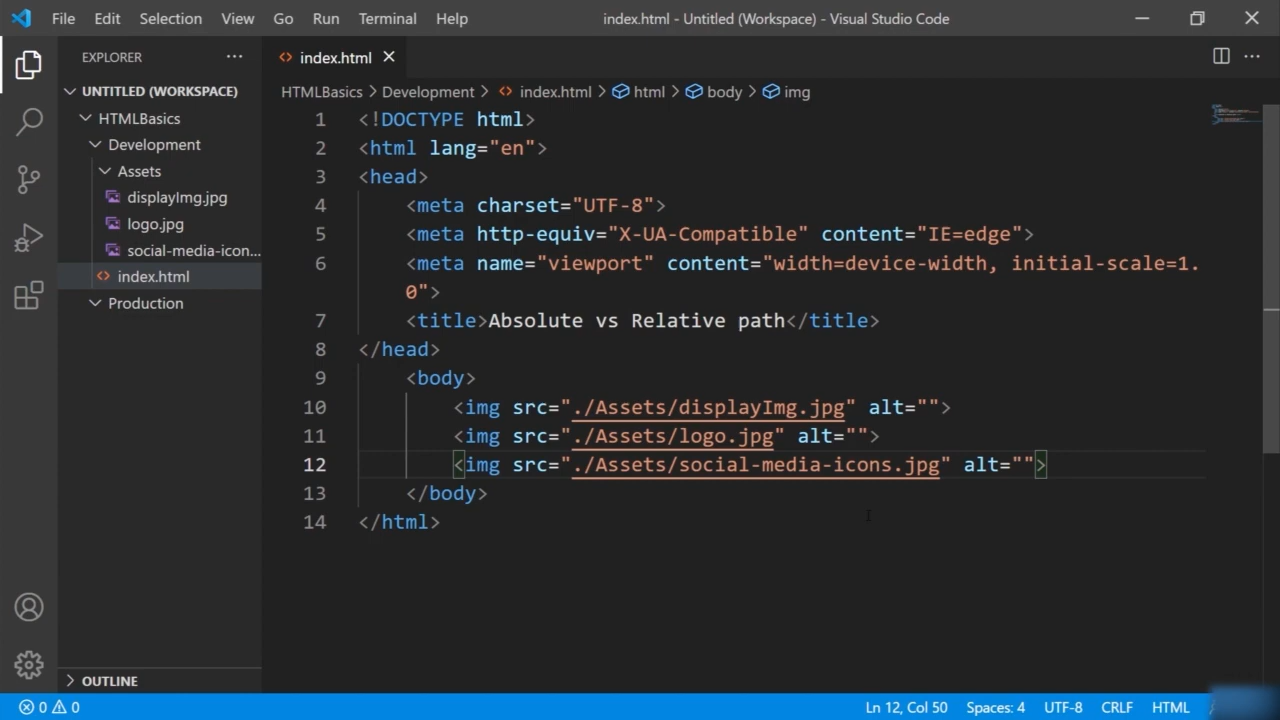 File Edit Selection View Go Run Terminal Help index.html - Untitled (Workspace) - Visual Studio Code
EXPLORER
UNTITLED (WORKSPACE)
HTMLBasics
Development
Assets
displayImg.jpg
logo.jpg
social-media-icon...
index.html
Production
OUTLINE
index.html
HTMLBasics > Development > index.html > html > body > img
1 <!DOCTYPE html>
2 <html lang="en">
3 <head>
4 <meta charset="UTF-8">
5 <meta http-equiv="X-UA-Compatible" content="IE=edge">
6 <meta name="viewport" content="width=device-width, initial-scale=1.
0">
7 <title>Absolute vs Relative path</title>
8 </head>
9 <body>
10 <img src="./Assets/displayImg.jpg" alt="">
11 <img src="./Assets/logo.jpg" alt="">
12 <img src="./Assets/social-media-icons.jpg" alt="">
13 </body>
14 </html>
0 0 Ln 12, Col 50 Spaces: 4 UTF-8 CRLF HTML